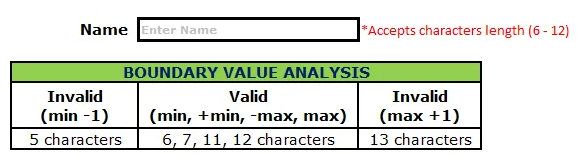 Name Enter Name *Accepts characters length (6 - 12)
BOUNDARY VALUE ANALYSIS
Invalid Valid Invalid
(min -1) (min, +min, -max, max) (max +1)
5 characters 6, 7, 11, 12 characters 13 characters